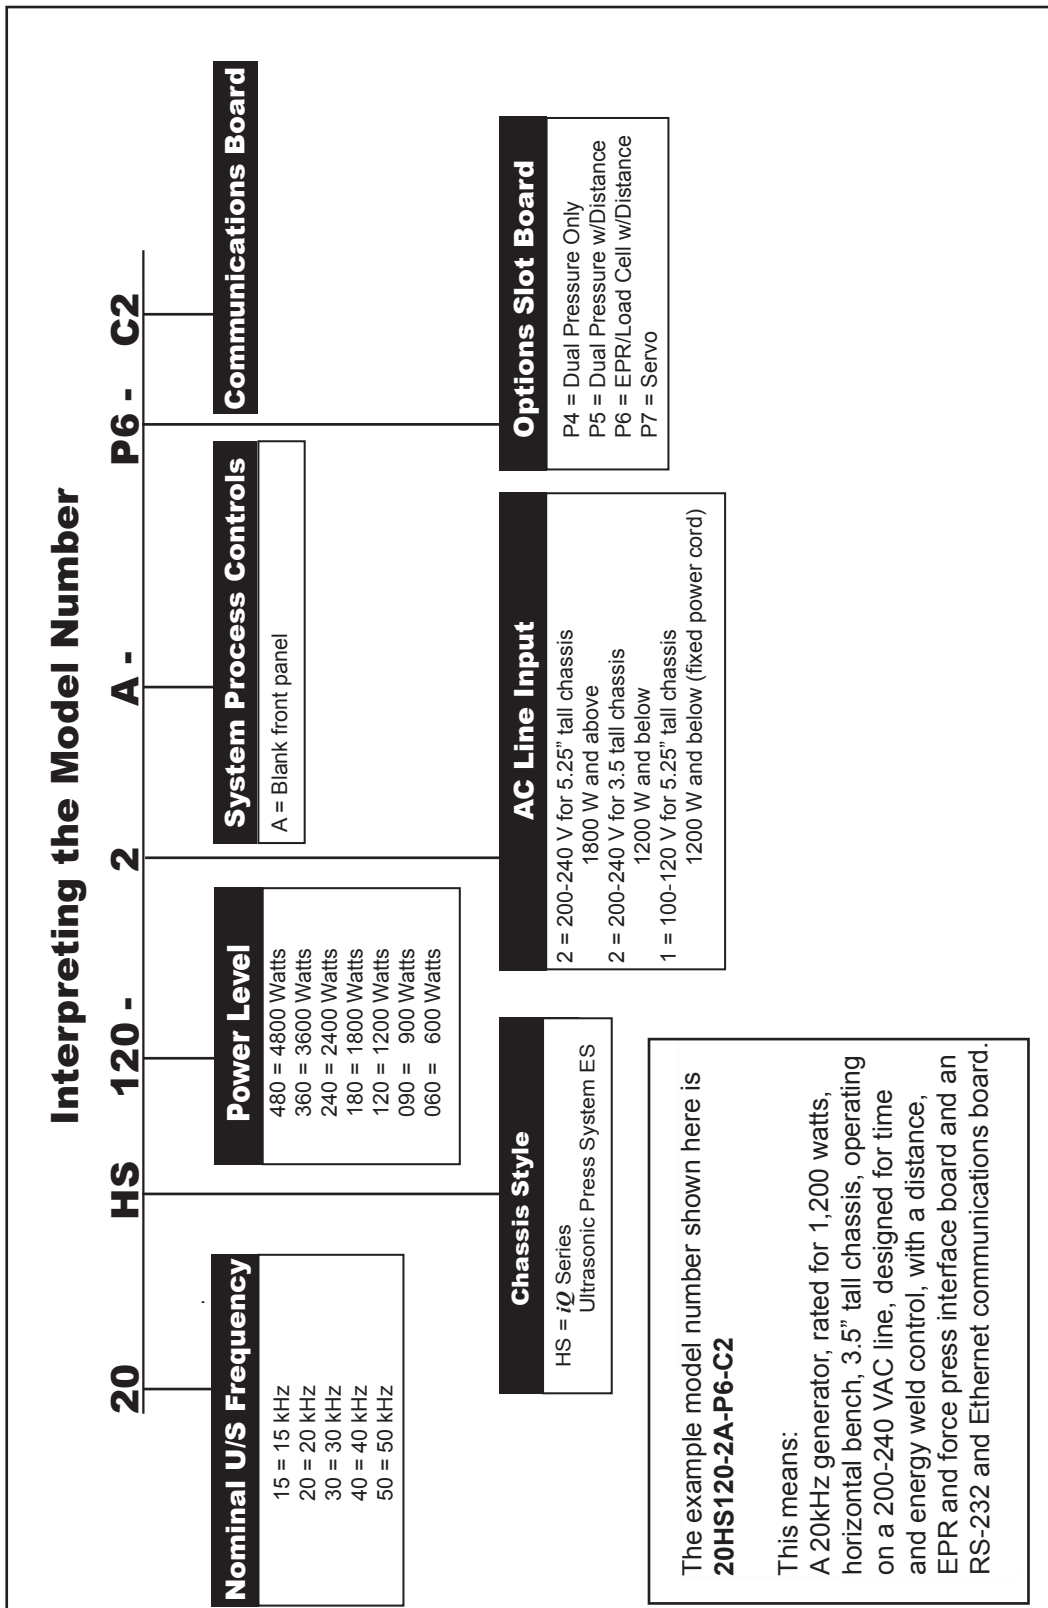 Interpreting the Model Number
20 HS 120 - 2 A - P6 - C2
Nominal U/S Frequency
15 = 15 kHz
20 = 20 kHz
30 = 30 kHz
40 = 40 kHz
50 = 50 kHz
Power Level
480 = 4800 Watts
360 = 3600 Watts
240 = 2400 Watts
180 = 1800 Watts
120 = 1200 Watts
090 = 900 Watts
060 = 600 Watts
System Process Controls
A = Blank front panel
Communications Board
Chassis Style
HS = iQ Series
Ultrasonic Press System ES
AC Line Input
2 = 200-240 V for 5.25” tall chassis
1800 W and above
2 = 200-240 V for 3.5 tall chassis
1200 W and below
1 = 100-120 V for 5.25” tall chassis
1200 W and below (fixed power cord)
Options Slot Board
P4 = Dual Pressure Only
P5 = Dual Pressure w/Distance
P6 = EPR/Load Cell w/Distance
P7 = Servo
The example model number shown here is
20HS120-2A-P6-C2
This means:
A 20kHz generator, rated for 1,200 watts,
horizontal bench, 3.5” tall chassis, operating
on a 200-240 VAC line, designed for time
and energy weld control, with a distance,
EPR and force press interface board and an
RS-232 and Ethernet communications board.